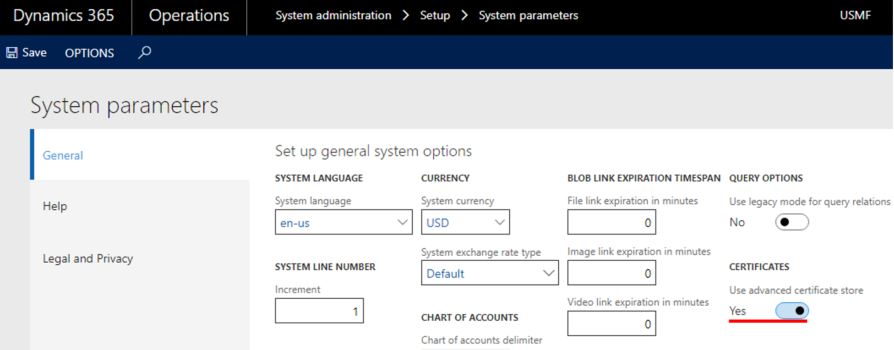 Dynamics 365 Operations System administration > Setup > System parameters USMF
Save OPTIONS
System parameters
General
Help
Legal and Privacy
Set up general system options
SYSTEM LANGUAGE
System language
en-us
SYSTEM LINE NUMBER
Increment
1
CURRENCY
System currency
USD
System exchange rate type
Default
CHART OF ACCOUNTS
Chart of accounts delimiter
BLOB LINK EXPIRATION TIMESPAN
File link expiration in minutes
0
Image link expiration in minutes
0
Video link expiration in minutes
0
QUERY OPTIONS
Use legacy mode for query relations
No
CERTIFICATES
Use advanced certificate store
Yes